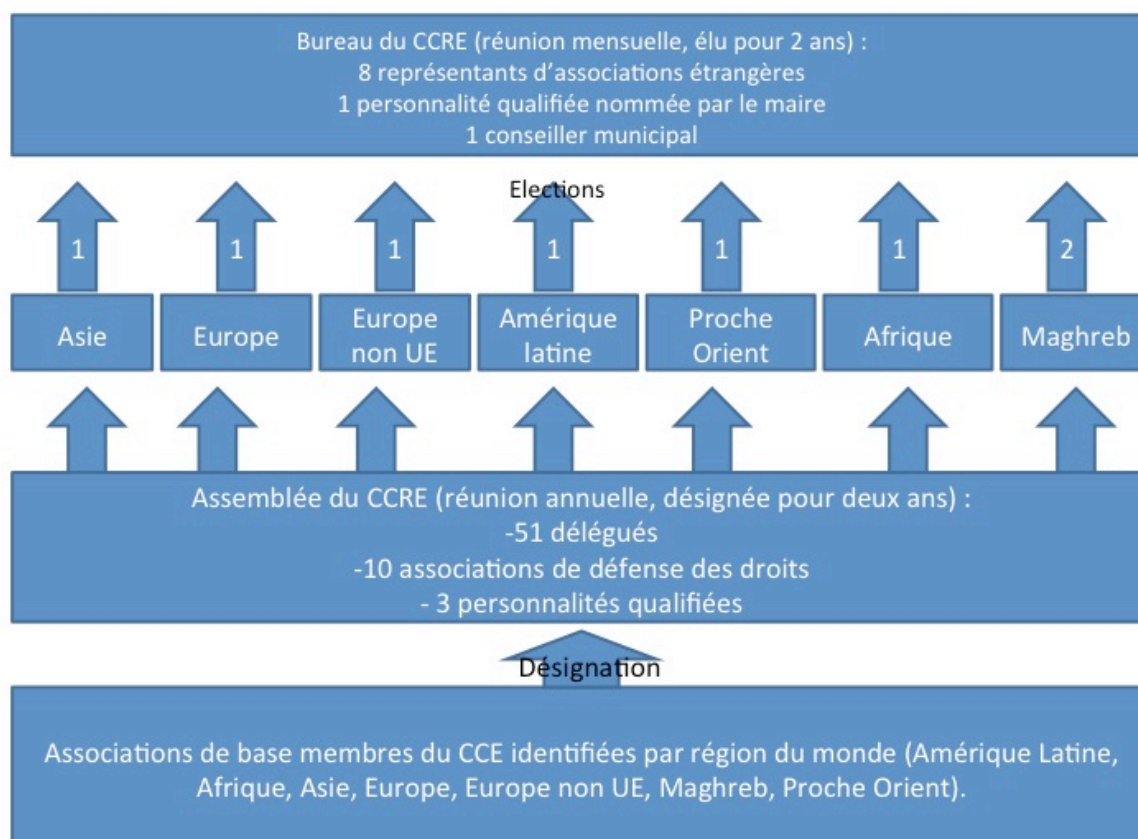 Bureau du CCRE (réunion mensuelle, élu pour 2 ans) :
8 représentants d'associations étrangères
1 personnalité qualifiée nommée par le maire
1 conseiller municipal
Elections
1
1
1
1
1
1
2
Asie
Europe
Europe
non UE
Amérique
latine
Proche
Orient
Afrique
Maghreb
Assemblée du CCRE (réunion annuelle, désignée pour deux ans) :
-51 délégués
-10 associations de défense des droits
- 3 personnalités qualifiées
Désignation
Associations de base membres du CCE identifiées par région du monde (Amérique Latine,
Afrique, Asie, Europe, Europe non UE, Maghreb, Proche Orient).